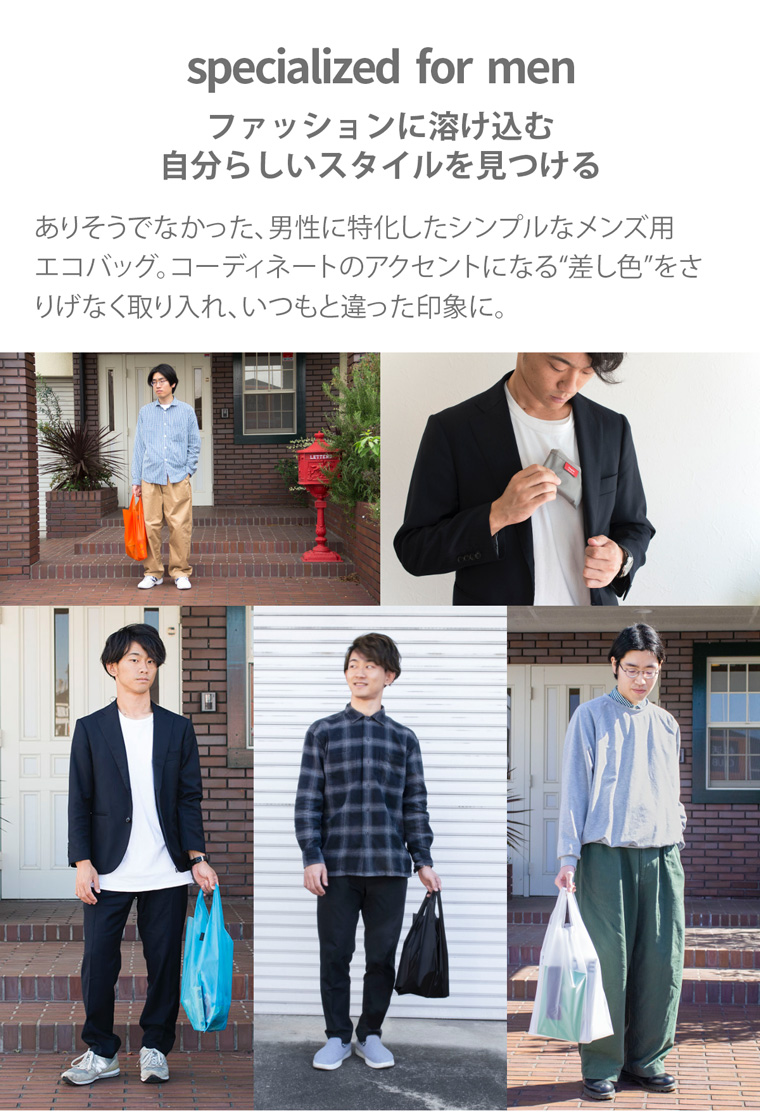 specialized for men
ファッションに溶け込む
自分らしいスタイルを見つける
ありそうでなかった、男性に特化したシンプルなメンズ用
エコバッグ。コーディネートのアクセントになる“差し色”をさ
りげなく取り入れ、いつもと違った印象に。
LETTERS